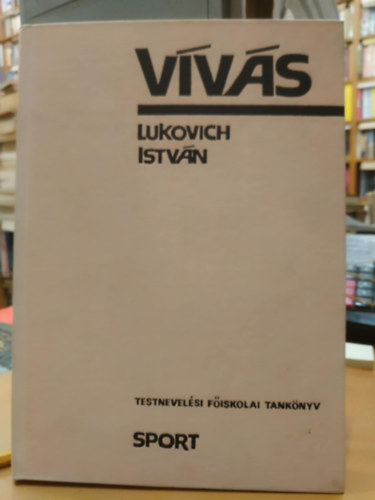 VÍVÁS
LUKOVICH
ISTVÁN
TESTNEVELÉSI FŐISKOLAI TANKÖNYV
SPORT